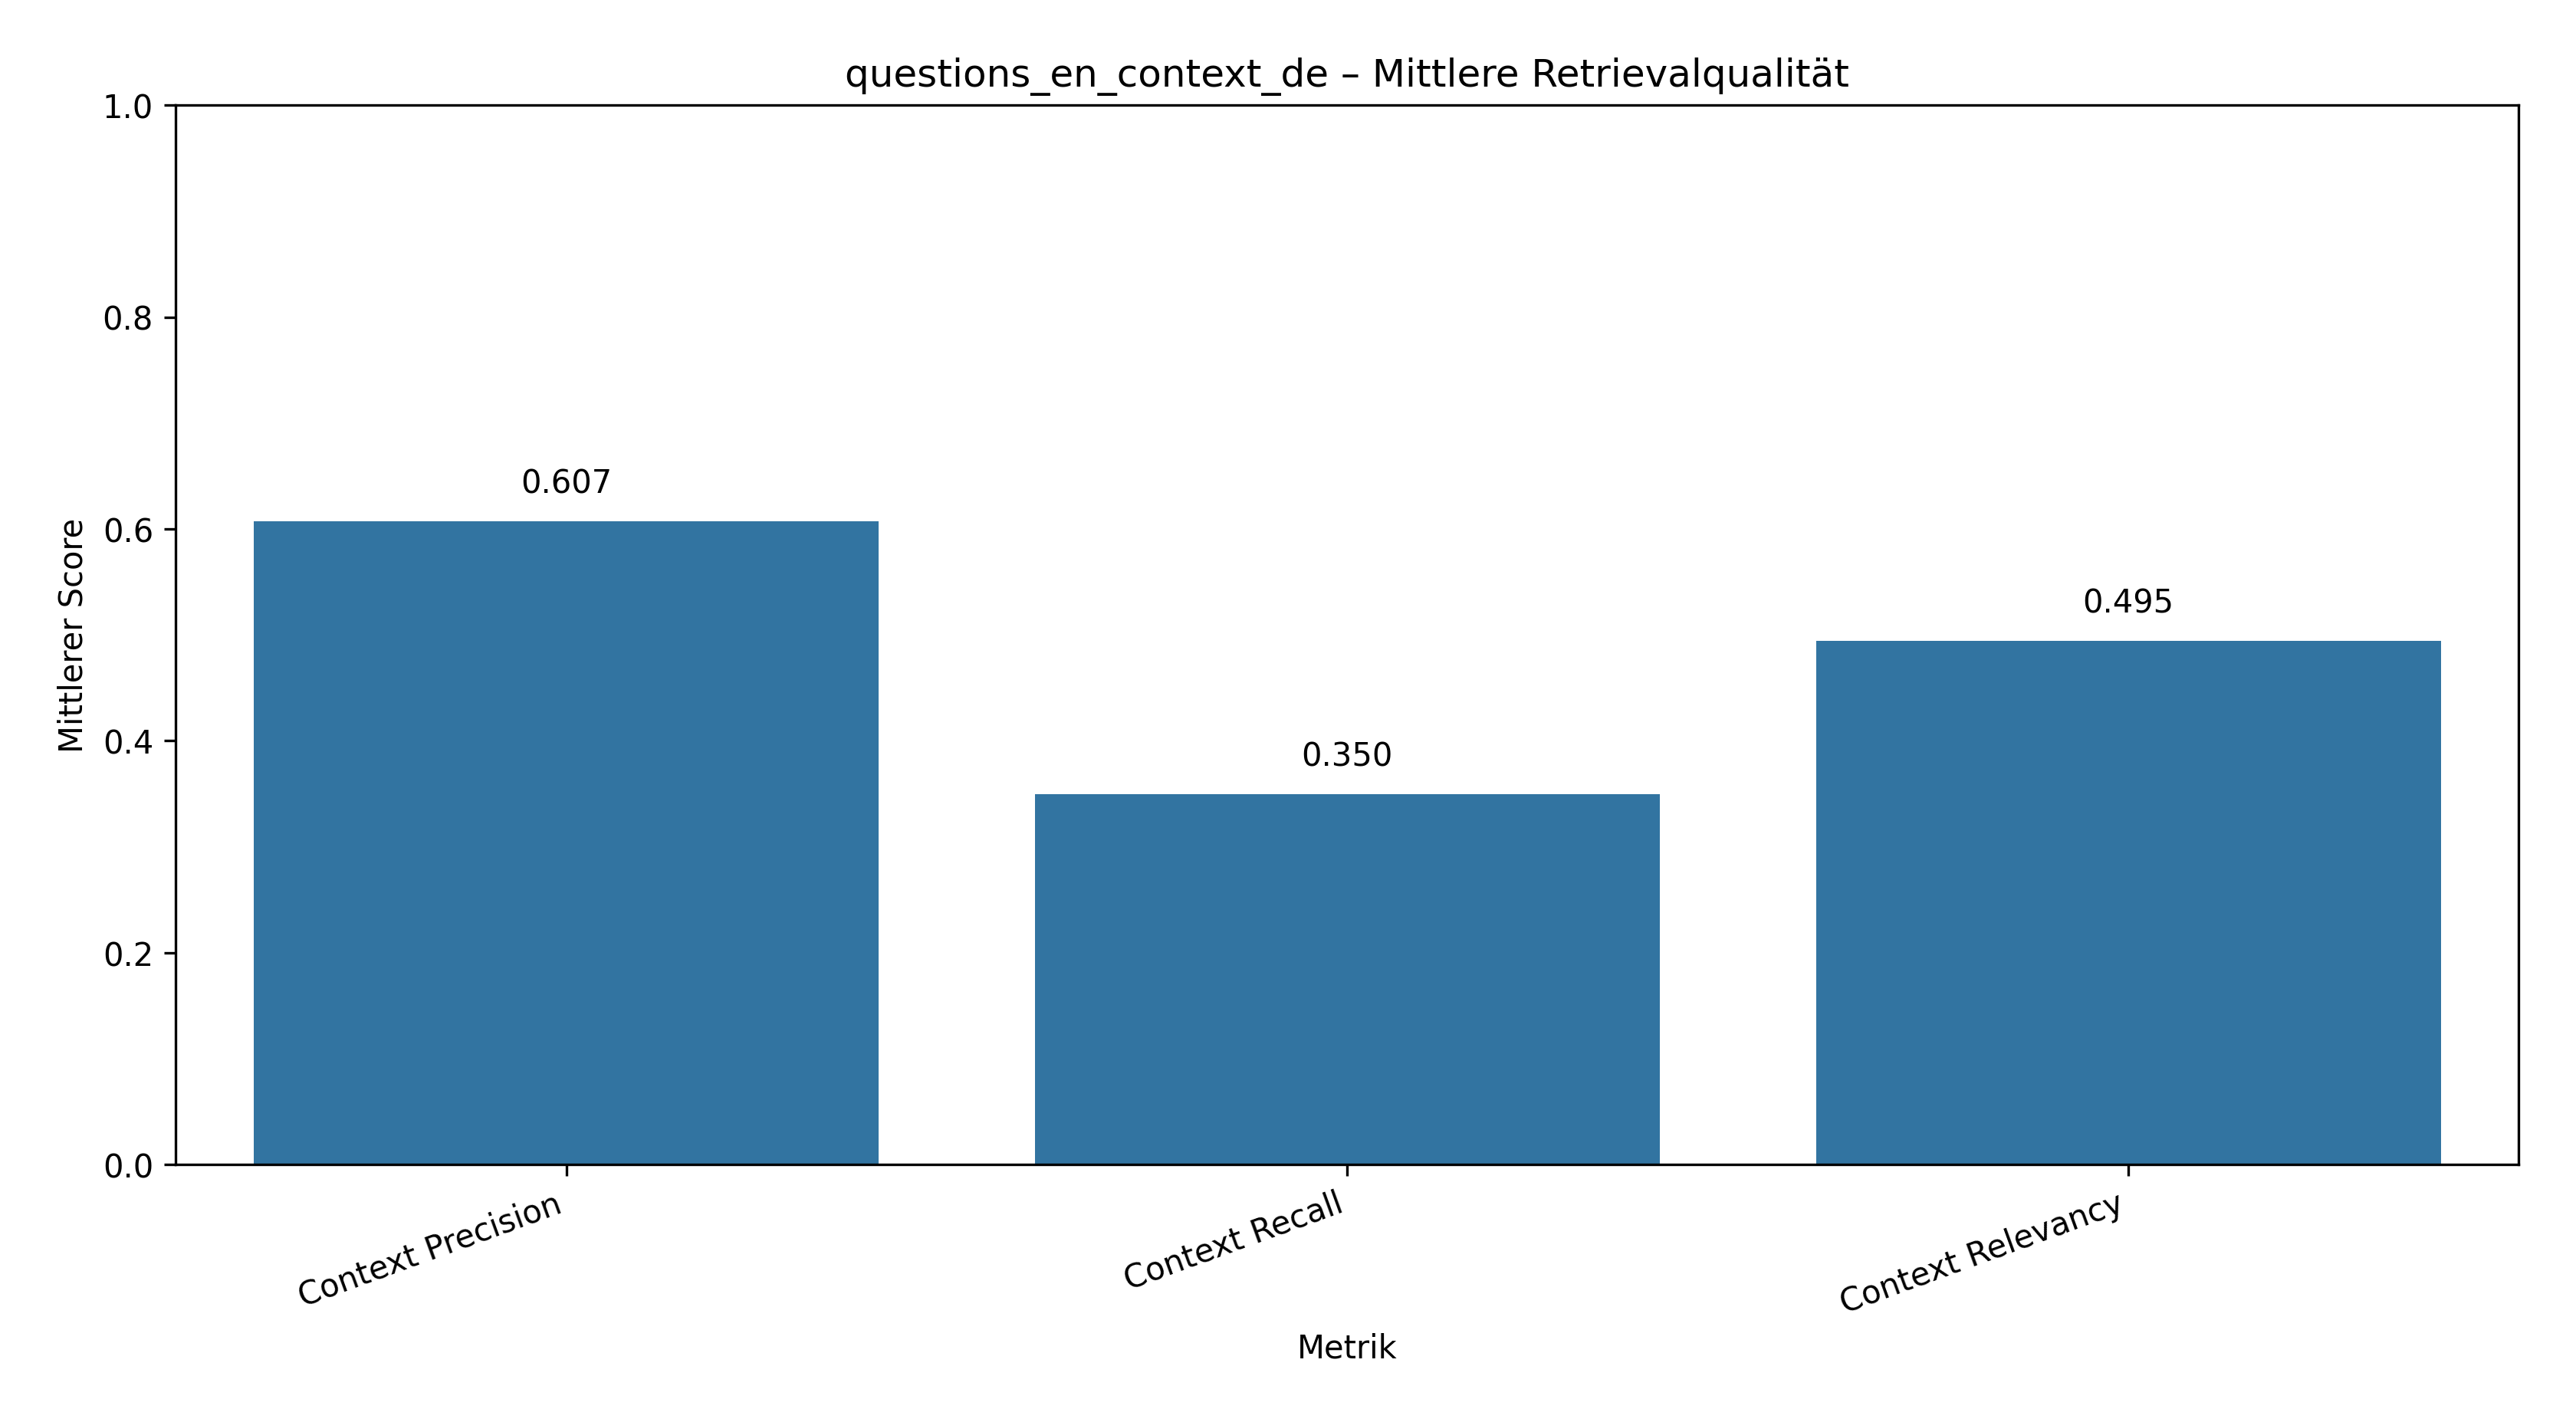 questions_en_context_de – Mittlere Retrievalqualität
Mittlerer Score
1.0
0.8
0.6
0.4
0.2
0.0
0.607
0.350
0.495
Context Precision
Context Recall
Context Relevancy
Metrik